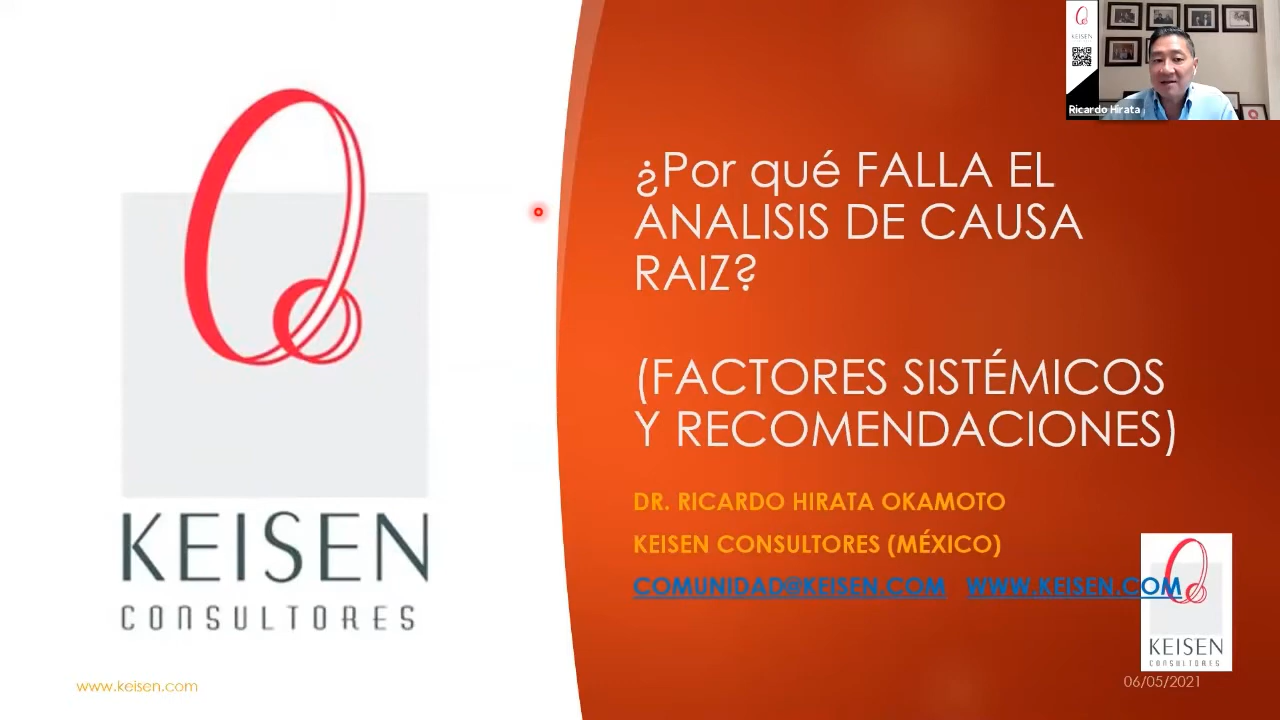 KEISEN
CONSULTORES
www.keisen.com
¿Por qué FALLA EL
ANALISIS DE CAUSA
RAIZ?
(FACTORES SISTÉMICOS
Y RECOMENDACIONES)
DR. RICARDO HIRATA OKAMOTO
KEISEN CONSULTORES (MÉXICO)
COMUNIDAD@KEISEN.COM WWW.KEISEN.COM
KEISEN
CONSULTORES
06/05/2021
KEISEN
Ricardo Hirata